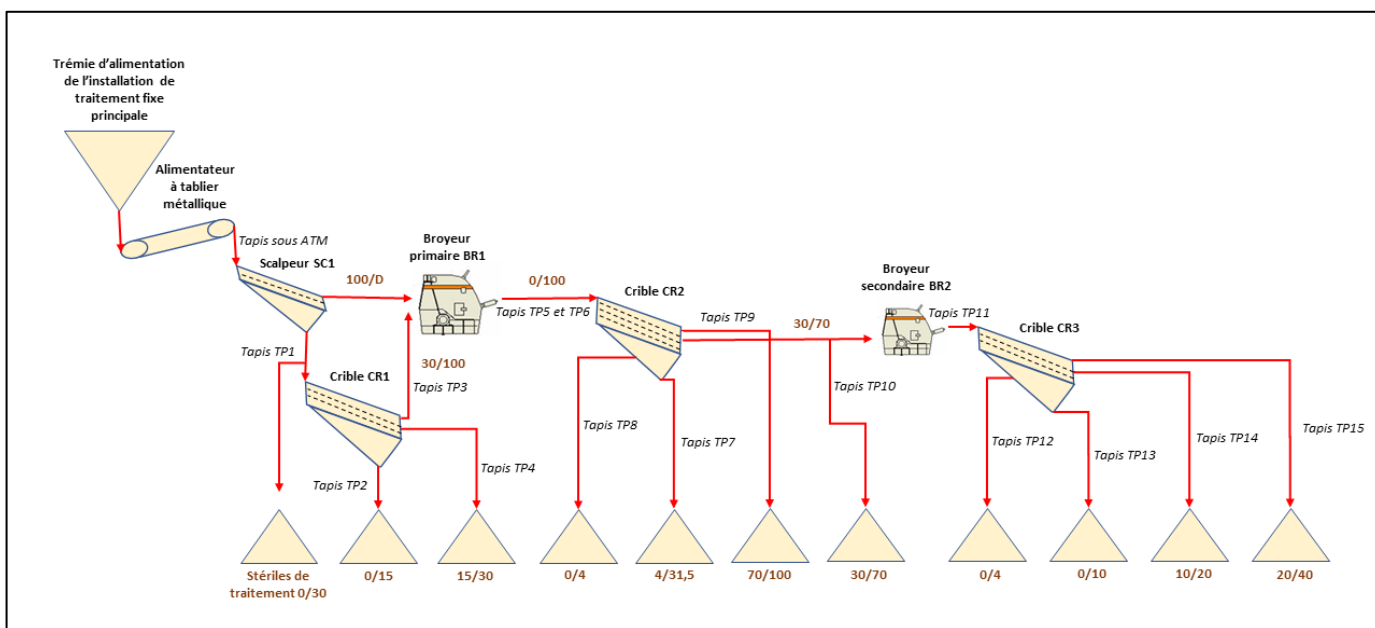 Trémie d'alimentation
de l'installation de
traitement fixe
principale
Alimentateur
à tablier
métallique
Tapis sous ATM
Scalpeur SC1
100/D
Broyeur
primaire BR1
0/100
Tapis TP5 et TP6
Crible CR2
Tapis TP9
30/70
Broyeur
secondaire BR2
Tapis TP11
Crible CR3
Tapis TP1
30/100
Crible CR1
Tapis TP3
Tapis TP10
Tapis TP8
Tapis TP7
Tapis TP12
Tapis TP13
Tapis TP14
Tapis TP15
Tapis TP2
Tapis TP4
Stériles de
traitement 0/30
0/15
15/30
0/4
4/31,5
70/100
30/70
0/4
0/10
10/20
20/40